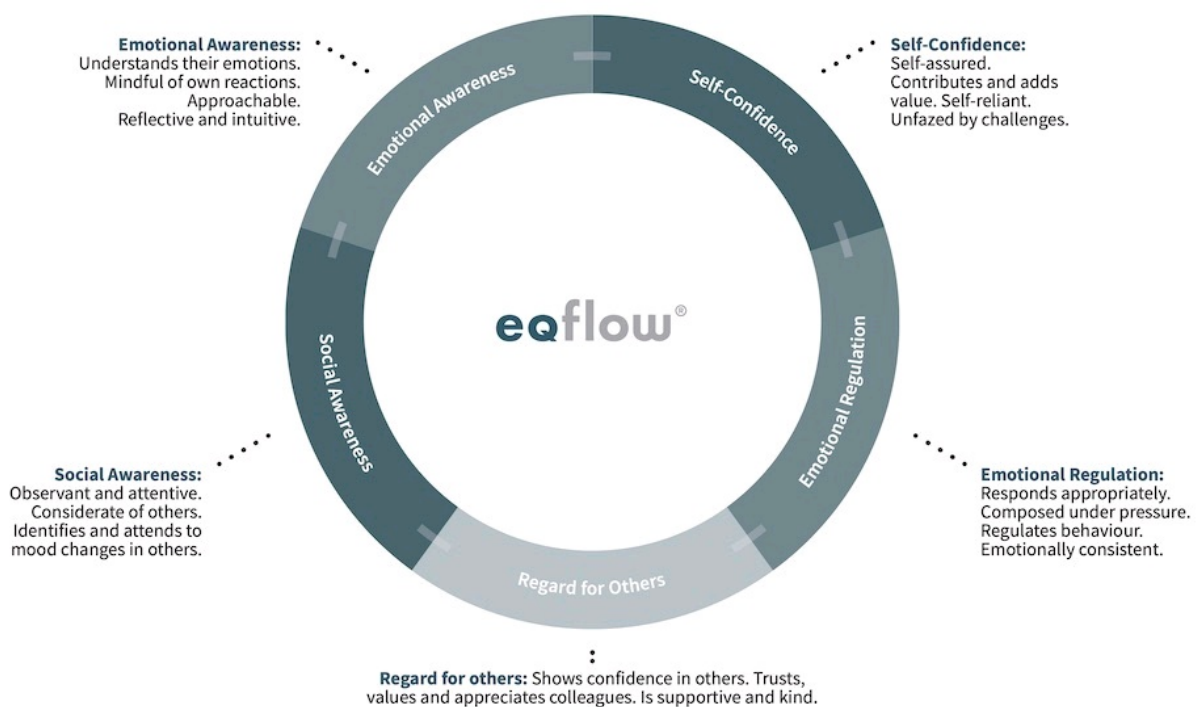 Emotional Awareness:
Understands their emotions.
Mindful of own reactions.
Approachable.
Reflective and intuitive.
Self-Confidence:
Self-assured.
Contributes and adds
value. Self-reliant.
Unfazed by challenges.
Emotional Awareness
Self-Confidence
eqflow®
Social Awareness
Emotional Regulation
Regard for Others
Social Awareness:
Observant and attentive.
Considerate of others.
Identifies and attends to
mood changes in others.
Emotional Regulation:
Responds appropriately.
Composed under pressure.
Regulates behaviour.
Emotionally consistent.
Regard for others: Shows confidence in others. Trusts,
values and appreciates colleagues. Is supportive and kind.